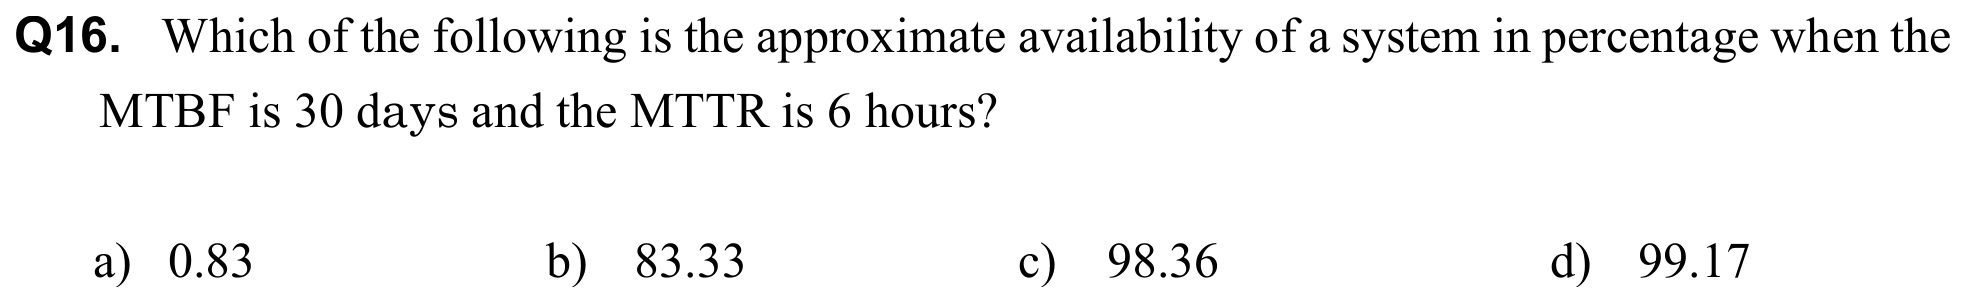 Q16. Which of the following is the approximate availability of a system in percentage when the
MTBF is 30 days and the MTTR is 6 hours?
a) 0.83 b) 83.33 c) 98.36 d) 99.17